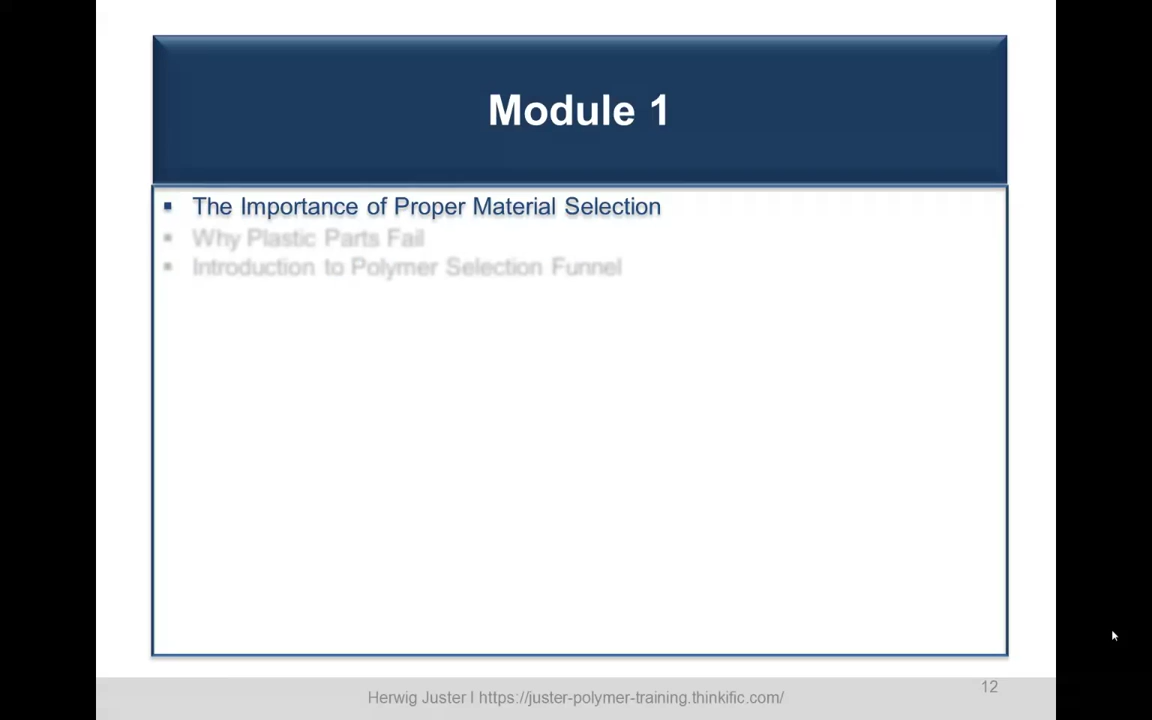 Module 1
▪ The Importance of Proper Material Selection
▪ Why Plastic Parts Fail
▪ Introduction to Polymer Selection Funnel
12
Herwig Juster I https://juster-polymer-training.thinkific.com/